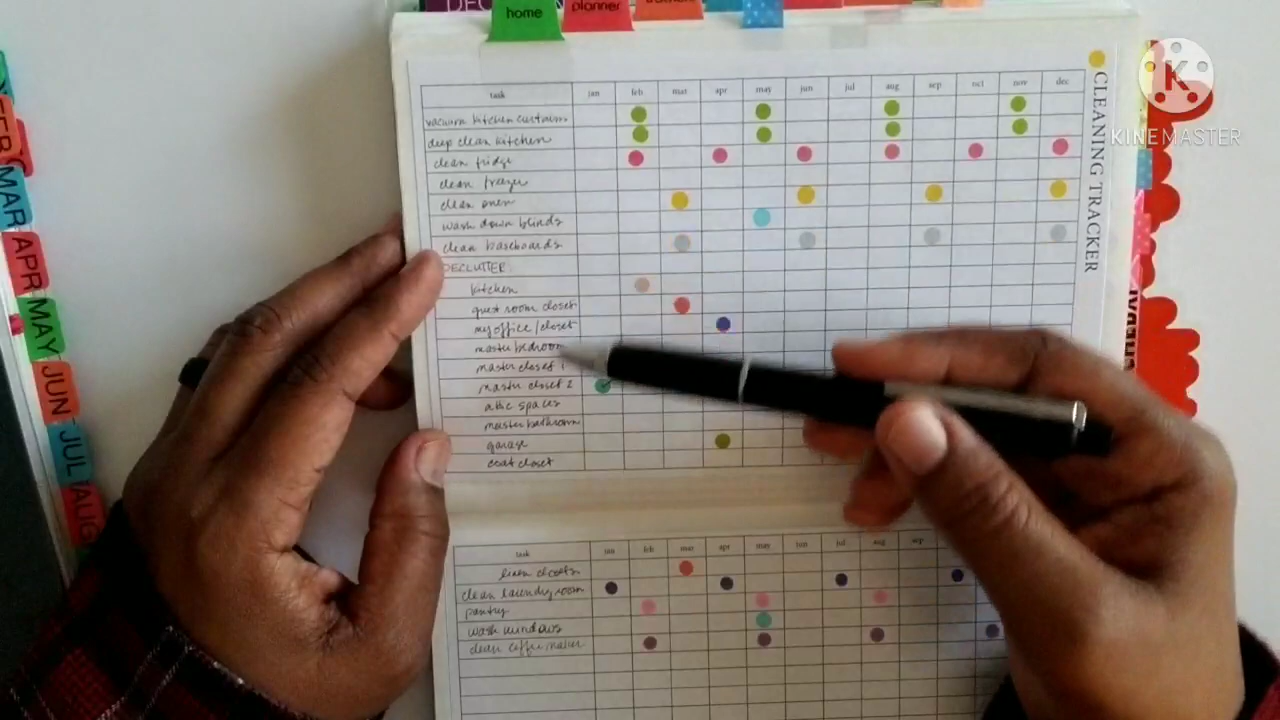 DEC
home
planner
task jan feb mar apr may jun jul aug sep oct nov dec
vacuum kitchen curtains
deep clean kitchen
clean fridge
clean freezer
clean oven
wash down blinds
clean baseboards
DECLUTTER
kitchen
guest room closet
my office/closet
master bedroom
master closet 1
master closet 2
attic spaces
master bathroom
garage
coat closet
CLEANING TRACKER
K
KINEMASTER
FEB
MAR
APR
MAY
JUN
JUL
AUG
task jan feb mar apr may jun jul aug sep
linen closets
clean laundry room
pantry
wash windows
clean coffee maker